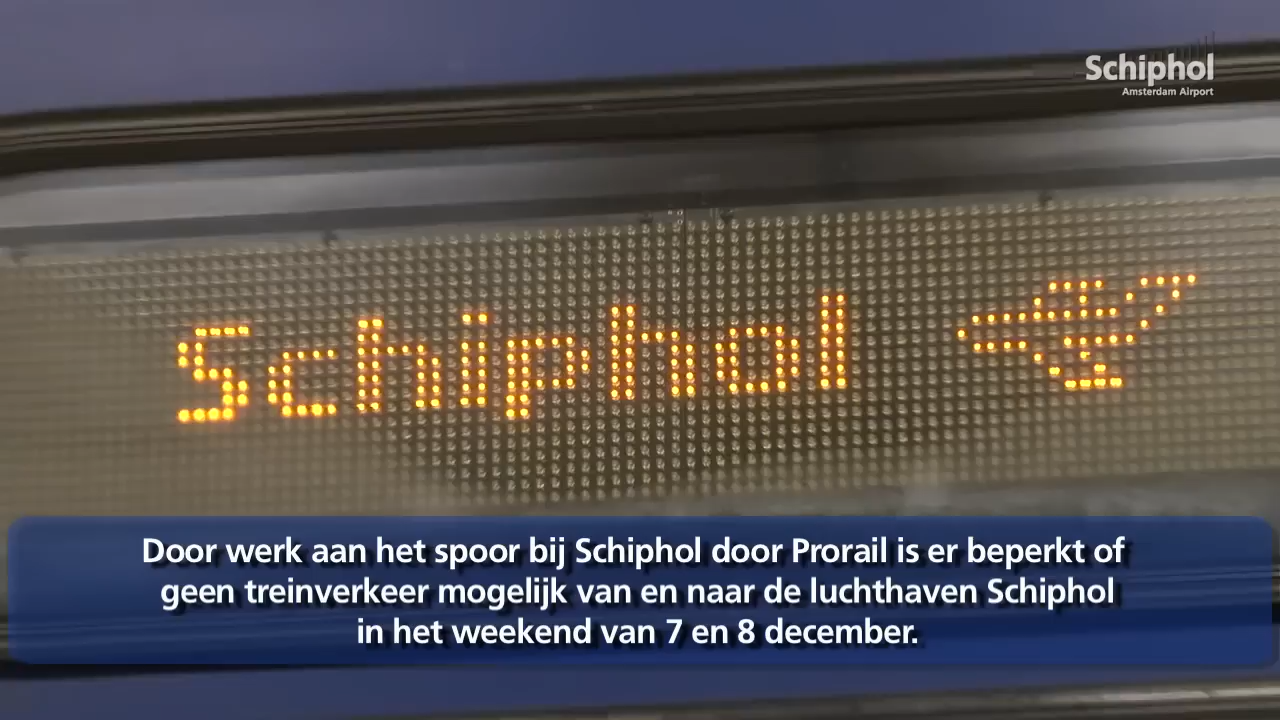 Schiphol
Amsterdam Airport
Schiphol
Door werk aan het spoor bij Schiphol door Prorail is er beperkt of
geen treinverkeer mogelijk van en naar de luchthaven Schiphol
in het weekend van 7 en 8 december.